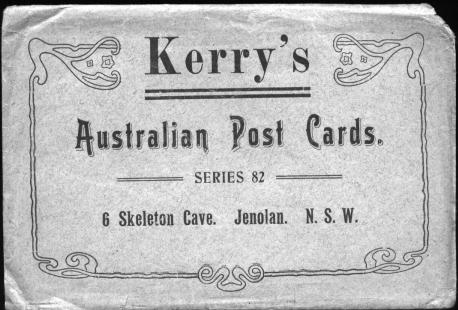 Kerry's
Australian Post Cards.
SERIES 82
6 Skeleton Cave. Jenolan. N. S. W.